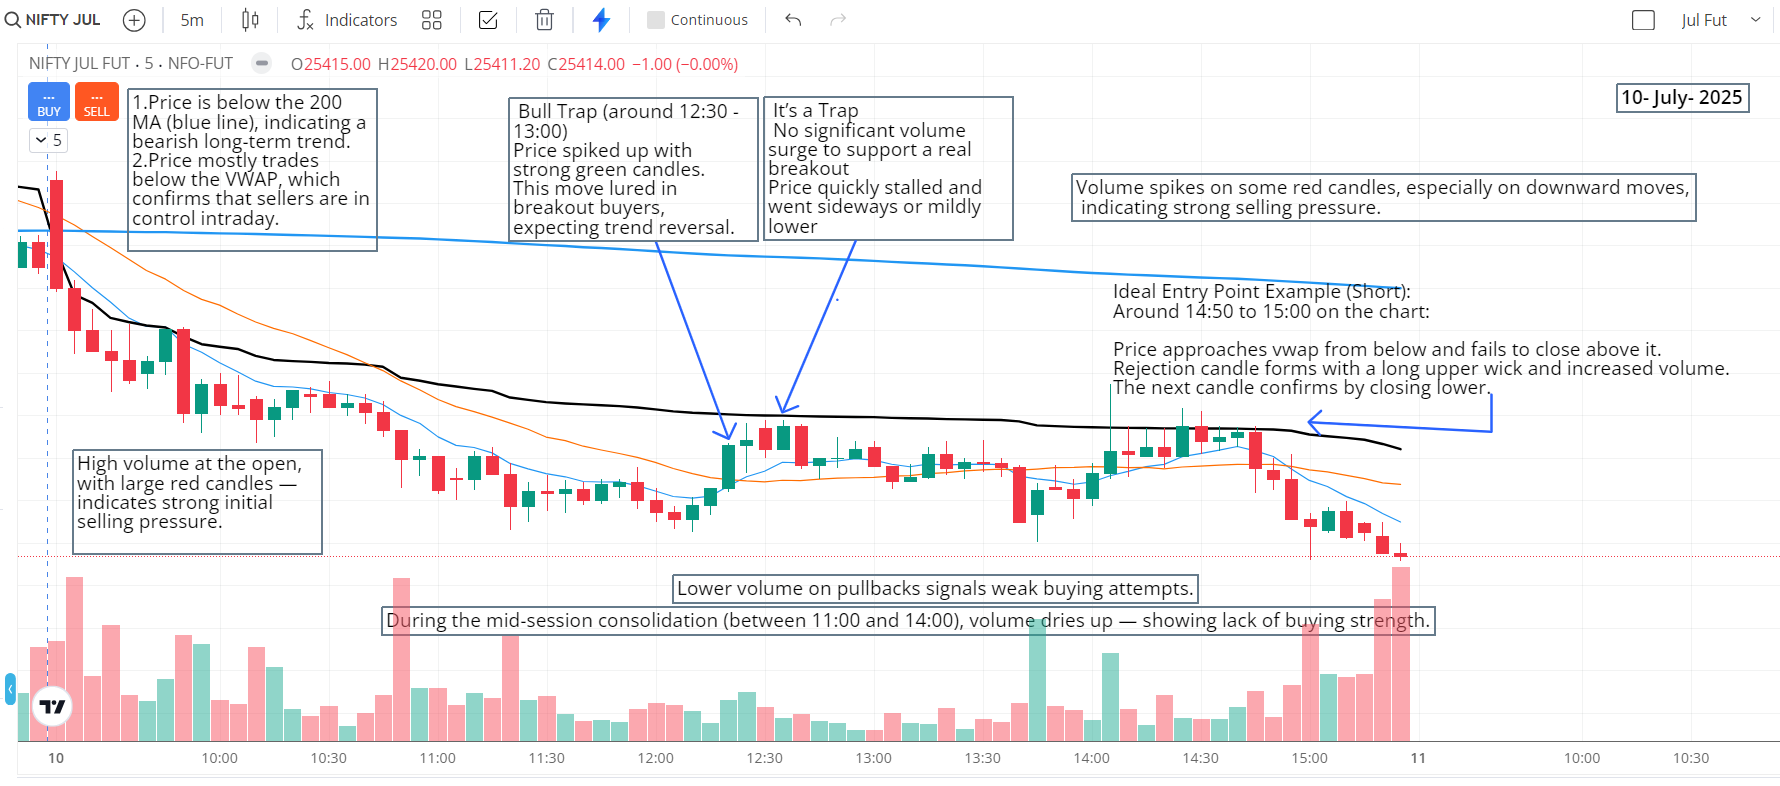 NIFTY JUL
5m
Indicators
Continuous
Jul Fut
NIFTY JUL FUT · 5 · NFO-FUT
O25415.00 H25420.00 L25411.20 C25414.00 −1.00 (−0.00%)
...
BUY
...
SELL
5
1.Price is below the 200
MA (blue line), indicating a
bearish long-term trend.
2.Price mostly trades
below the VWAP, which
confirms that sellers are in
control intraday.
Bull Trap (around 12:30 -
13:00)
Price spiked up with
strong green candles.
This move lured in
breakout buyers,
expecting trend reversal.
It’s a Trap
No significant volume
surge to support a real
breakout
Price quickly stalled and
went sideways or mildly
lower
10- July- 2025
Volume spikes on some red candles, especially on downward moves,
indicating strong selling pressure.
Ideal Entry Point Example (Short):
Around 14:50 to 15:00 on the chart:
Price approaches vwap from below and fails to close above it.
Rejection candle forms with a long upper wick and increased volume.
The next candle confirms by closing lower.
High volume at the open,
with large red candles —
indicates strong initial
selling pressure.
Lower volume on pullbacks signals weak buying attempts.
During the mid-session consolidation (between 11:00 and 14:00), volume dries up — showing lack of buying strength.
10 10:00 10:30 11:00 11:30 12:00 12:30 13:00 13:30 14:00 14:30 15:00 11 10:00 10:30